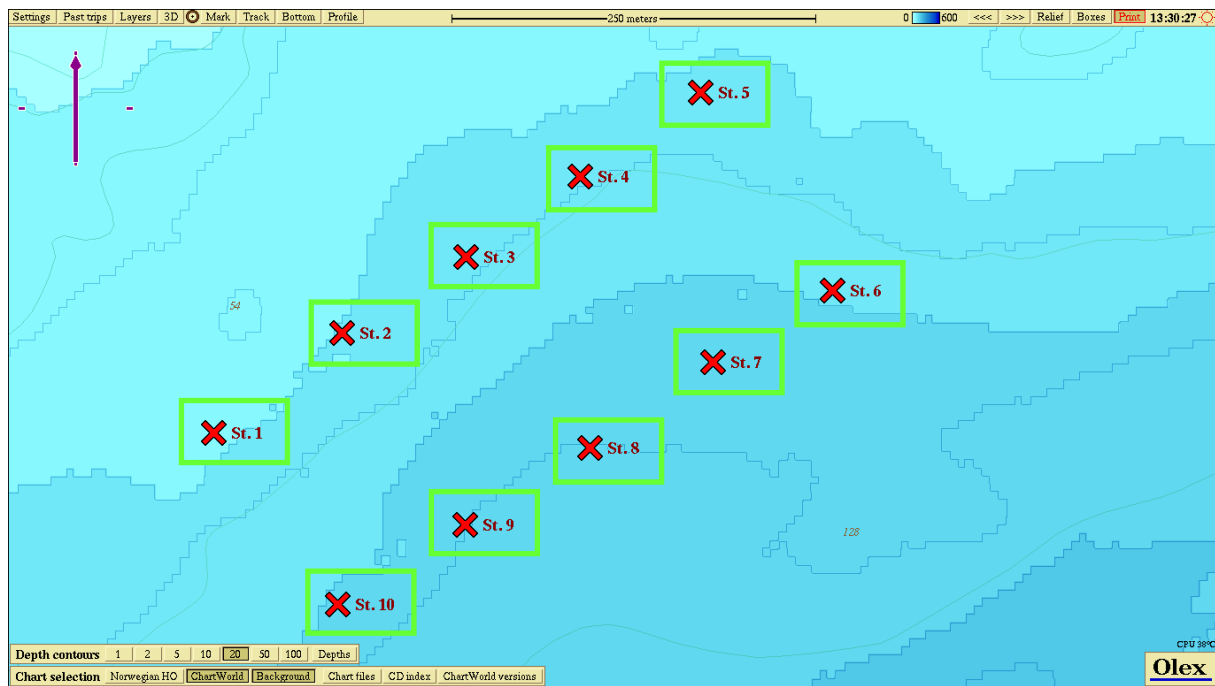 Settings Past trips Layers 3D Mark Track Bottom Profile 250 meters 0 600 <<< >>> Relief Boxes Print 13:30:27
St. 5
St. 4
St. 3
St. 6
54
St. 2
St. 7
St. 1
St. 8
St. 9
128
St. 10
CPU 38°C
Depth contours 1 2 5 10 20 50 100 Depths
Chart selection Norwegian HO ChartWorld Background Chart files CD index ChartWorld versions
Olex